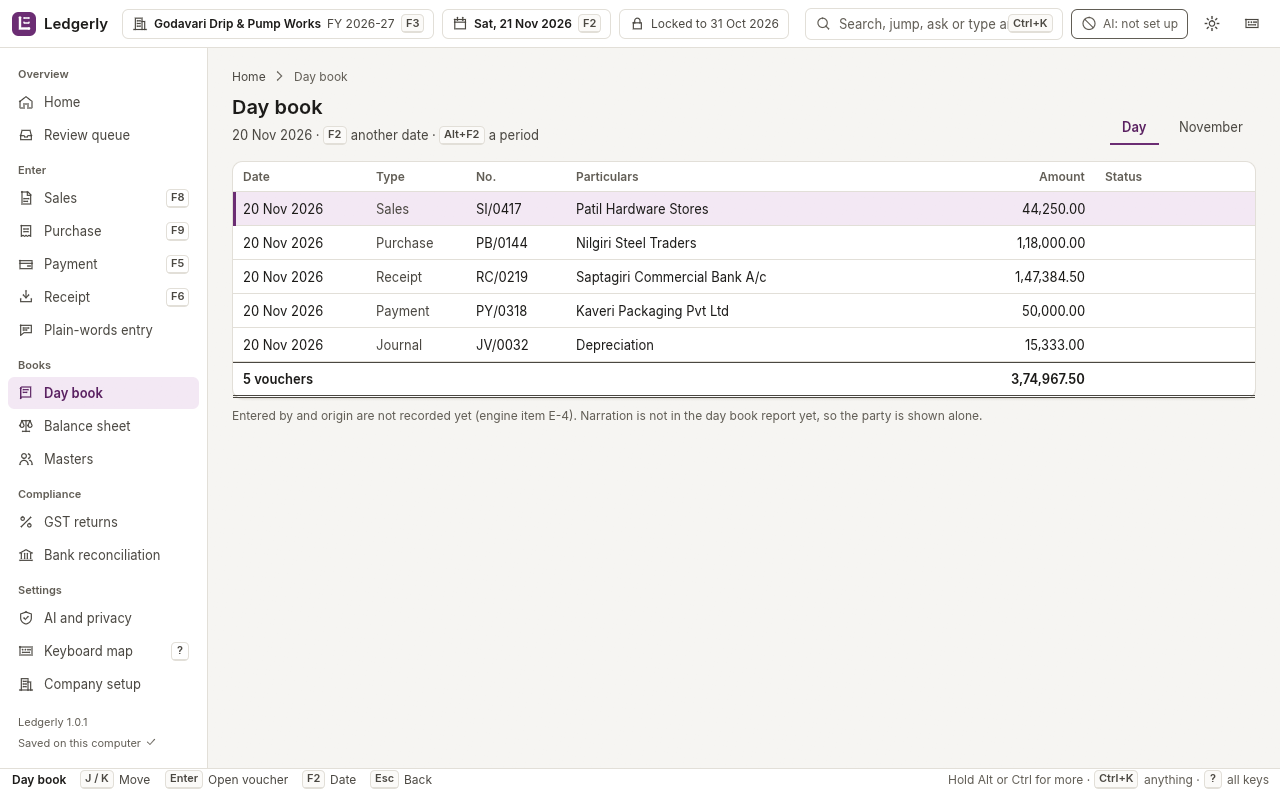 Ledgerly
Godavari Drip & Pump Works FY 2026-27 F3
Sat, 21 Nov 2026 F2
Locked to 31 Oct 2026
Search, jump, ask or type a Ctrl+K
AI: not set up
Overview
Home
Review queue
Enter
Sales F8
Purchase F9
Payment F5
Receipt F6
Plain-words entry
Books
Day book
Balance sheet
Masters
Compliance
GST returns
Bank reconciliation
Settings
AI and privacy
Keyboard map ?
Company setup
Ledgerly 1.0.1
Saved on this computer
Home Day book
Day book
20 Nov 2026 · F2 another date · Alt+F2 a period
Day November
Date Type No. Particulars Amount Status
20 Nov 2026 Sales SI/0417 Patil Hardware Stores 44,250.00
20 Nov 2026 Purchase PB/0144 Nilgiri Steel Traders 1,18,000.00
20 Nov 2026 Receipt RC/0219 Saptagiri Commercial Bank A/c 1,47,384.50
20 Nov 2026 Payment PY/0318 Kaveri Packaging Pvt Ltd 50,000.00
20 Nov 2026 Journal JV/0032 Depreciation 15,333.00
5 vouchers 3,74,967.50
Entered by and origin are not recorded yet (engine item E-4). Narration is not in the day book report yet, so the party is shown alone.
Day book J / K Move Enter Open voucher F2 Date Esc Back
Hold Alt or Ctrl for more · Ctrl+K anything · ? all keys